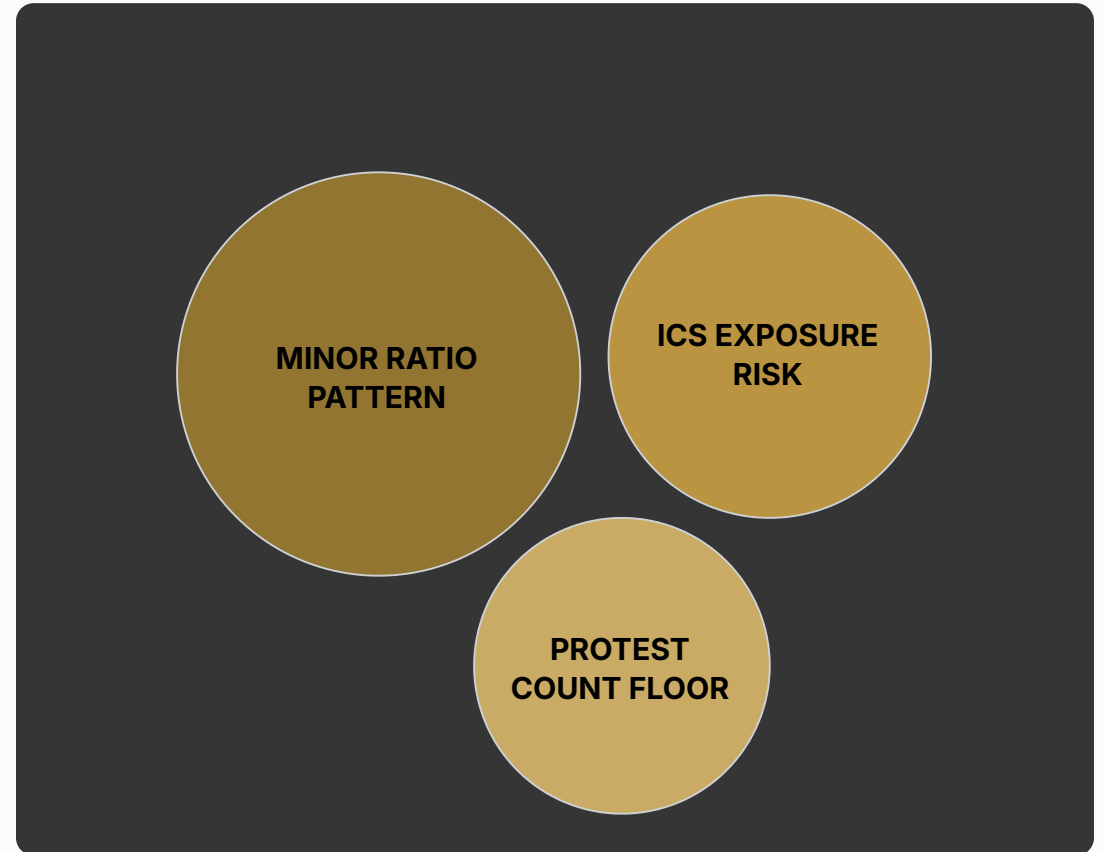 MINOR RATIO
PATTERN
ICS EXPOSURE
RISK
PROTEST
COUNT FLOOR